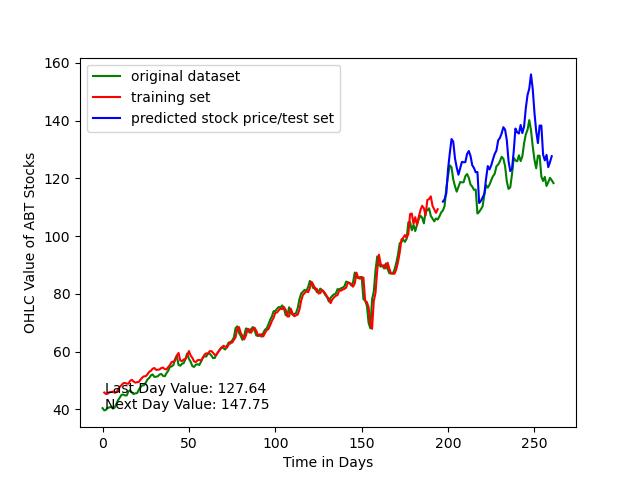 160
140
120
100
80
60
40
OHLC Value of ABT Stocks
original dataset
training set
predicted stock price/test set
Last Day Value: 127.64
Next Day Value: 147.75
0 50 100 150 200 250
Time in Days